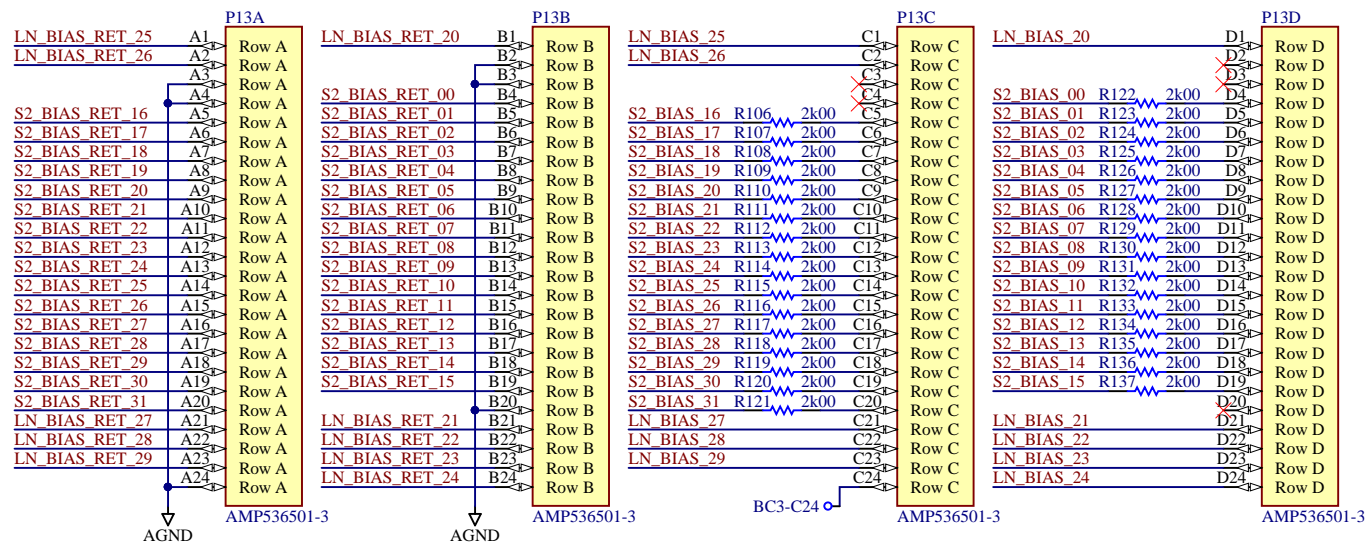 P13A P13B P13C P13D
LN_BIAS_RET_25 A1 Row A LN_BIAS_RET_20 B1 Row B LN_BIAS_25 C1 Row C LN_BIAS_20 D1 Row D
LN_BIAS_RET_26 A2 Row A B2 Row B LN_BIAS_26 C2 Row C D2 Row D
A3 Row A B3 Row B C3 Row C D3 Row D
A4 Row A S2_BIAS_RET_00 B4 Row B C4 Row C S2_BIAS_00 R122 2k00 D4 Row D
S2_BIAS_RET_16 A5 Row A S2_BIAS_RET_01 B5 Row B S2_BIAS_16 R106 2k00 C5 Row C S2_BIAS_01 R123 2k00 D5 Row D
S2_BIAS_RET_17 A6 Row A S2_BIAS_RET_02 B6 Row B S2_BIAS_17 R107 2k00 C6 Row C S2_BIAS_02 R124 2k00 D6 Row D
S2_BIAS_RET_18 A7 Row A S2_BIAS_RET_03 B7 Row B S2_BIAS_18 R108 2k00 C7 Row C S2_BIAS_03 R125 2k00 D7 Row D
S2_BIAS_RET_19 A8 Row A S2_BIAS_RET_04 B8 Row B S2_BIAS_19 R109 2k00 C8 Row C S2_BIAS_04 R126 2k00 D8 Row D
S2_BIAS_RET_20 A9 Row A S2_BIAS_RET_05 B9 Row B S2_BIAS_20 R110 2k00 C9 Row C S2_BIAS_05 R127 2k00 D9 Row D
S2_BIAS_RET_21 A10 Row A S2_BIAS_RET_06 B10 Row B S2_BIAS_21 R111 2k00 C10 Row C S2_BIAS_06 R128 2k00 D10 Row D
S2_BIAS_RET_22 A11 Row A S2_BIAS_RET_07 B11 Row B S2_BIAS_22 R112 2k00 C11 Row C S2_BIAS_07 R129 2k00 D11 Row D
S2_BIAS_RET_23 A12 Row A S2_BIAS_RET_08 B12 Row B S2_BIAS_23 R113 2k00 C12 Row C S2_BIAS_08 R130 2k00 D12 Row D
S2_BIAS_RET_24 A13 Row A S2_BIAS_RET_09 B13 Row B S2_BIAS_24 R114 2k00 C13 Row C S2_BIAS_09 R131 2k00 D13 Row D
S2_BIAS_RET_25 A14 Row A S2_BIAS_RET_10 B14 Row B S2_BIAS_25 R115 2k00 C14 Row C S2_BIAS_10 R132 2k00 D14 Row D
S2_BIAS_RET_26 A15 Row A S2_BIAS_RET_11 B15 Row B S2_BIAS_26 R116 2k00 C15 Row C S2_BIAS_11 R133 2k00 D15 Row D
S2_BIAS_RET_27 A16 Row A S2_BIAS_RET_12 B16 Row B S2_BIAS_27 R117 2k00 C16 Row C S2_BIAS_12 R134 2k00 D16 Row D
S2_BIAS_RET_28 A17 Row A S2_BIAS_RET_13 B17 Row B S2_BIAS_28 R118 2k00 C17 Row C S2_BIAS_13 R135 2k00 D17 Row D
S2_BIAS_RET_29 A18 Row A S2_BIAS_RET_14 B18 Row B S2_BIAS_29 R119 2k00 C18 Row C S2_BIAS_14 R136 2k00 D18 Row D
S2_BIAS_RET_30 A19 Row A S2_BIAS_RET_15 B19 Row B S2_BIAS_30 R120 2k00 C19 Row C S2_BIAS_15 R137 2k00 D19 Row D
S2_BIAS_RET_31 A20 Row A B20 Row B S2_BIAS_31 R121 2k00 C20 Row C D20 Row D
LN_BIAS_RET_27 A21 Row A LN_BIAS_RET_21 B21 Row B LN_BIAS_27 C21 Row C LN_BIAS_21 D21 Row D
LN_BIAS_RET_28 A22 Row A LN_BIAS_RET_22 B22 Row B LN_BIAS_28 C22 Row C LN_BIAS_22 D22 Row D
LN_BIAS_RET_29 A23 Row A LN_BIAS_RET_23 B23 Row B LN_BIAS_29 C23 Row C LN_BIAS_23 D23 Row D
A24 Row A LN_BIAS_RET_24 B24 Row B C24 Row C LN_BIAS_24 D24 Row D
BC3-C24
AMP536501-3 AMP536501-3 AMP536501-3 AMP536501-3
AGND AGND